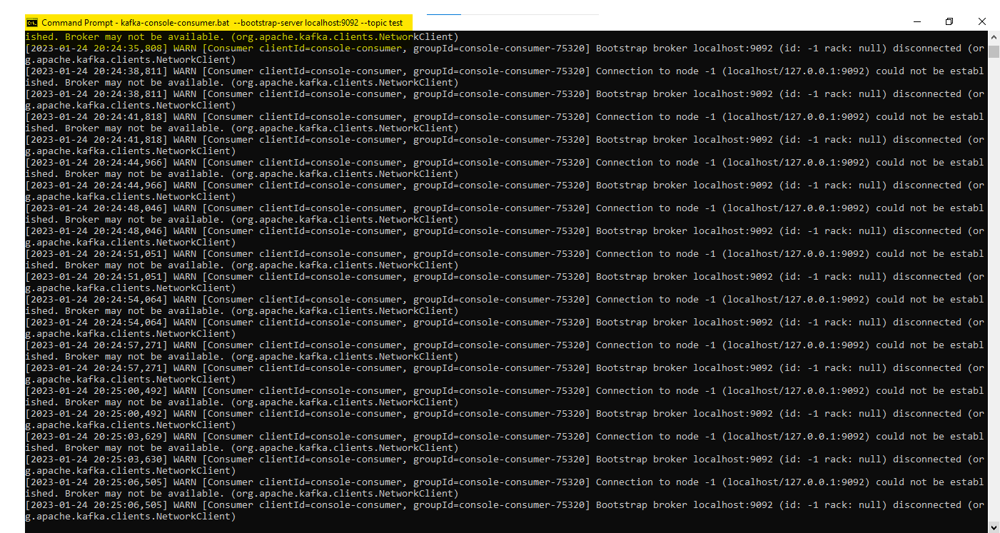 Command Prompt - kafka-console-consumer.bat --bootstrap-server localhost:9092 --topic test
ished. Broker may not be available. (org.apache.kafka.clients.NetworkClient)
[2023-01-24 20:24:35,808] WARN [Consumer clientId=console-consumer, groupId=console-consumer-75320] Bootstrap broker localhost:9092 (id: -1 rack: null) disconnected (or
g.apache.kafka.clients.NetworkClient)
[2023-01-24 20:24:38,811] WARN [Consumer clientId=console-consumer, groupId=console-consumer-75320] Connection to node -1 (localhost/127.0.0.1:9092) could not be establ
ished. Broker may not be available. (org.apache.kafka.clients.NetworkClient)
[2023-01-24 20:24:38,811] WARN [Consumer clientId=console-consumer, groupId=console-consumer-75320] Bootstrap broker localhost:9092 (id: -1 rack: null) disconnected (or
g.apache.kafka.clients.NetworkClient)
[2023-01-24 20:24:41,818] WARN [Consumer clientId=console-consumer, groupId=console-consumer-75320] Connection to node -1 (localhost/127.0.0.1:9092) could not be establ
ished. Broker may not be available. (org.apache.kafka.clients.NetworkClient)
[2023-01-24 20:24:41,818] WARN [Consumer clientId=console-consumer, groupId=console-consumer-75320] Bootstrap broker localhost:9092 (id: -1 rack: null) disconnected (or
g.apache.kafka.clients.NetworkClient)
[2023-01-24 20:24:44,966] WARN [Consumer clientId=console-consumer, groupId=console-consumer-75320] Connection to node -1 (localhost/127.0.0.1:9092) could not be establ
ished. Broker may not be available. (org.apache.kafka.clients.NetworkClient)
[2023-01-24 20:24:44,966] WARN [Consumer clientId=console-consumer, groupId=console-consumer-75320] Bootstrap broker localhost:9092 (id: -1 rack: null) disconnected (or
g.apache.kafka.clients.NetworkClient)
[2023-01-24 20:24:48,046] WARN [Consumer clientId=console-consumer, groupId=console-consumer-75320] Connection to node -1 (localhost/127.0.0.1:9092) could not be establ
ished. Broker may not be available. (org.apache.kafka.clients.NetworkClient)
[2023-01-24 20:24:48,046] WARN [Consumer clientId=console-consumer, groupId=console-consumer-75320] Bootstrap broker localhost:9092 (id: -1 rack: null) disconnected (or
g.apache.kafka.clients.NetworkClient)
[2023-01-24 20:24:51,051] WARN [Consumer clientId=console-consumer, groupId=console-consumer-75320] Connection to node -1 (localhost/127.0.0.1:9092) could not be establ
ished. Broker may not be available. (org.apache.kafka.clients.NetworkClient)
[2023-01-24 20:24:51,051] WARN [Consumer clientId=console-consumer, groupId=console-consumer-75320] Bootstrap broker localhost:9092 (id: -1 rack: null) disconnected (or
g.apache.kafka.clients.NetworkClient)
[2023-01-24 20:24:54,064] WARN [Consumer clientId=console-consumer, groupId=console-consumer-75320] Connection to node -1 (localhost/127.0.0.1:9092) could not be establ
ished. Broker may not be available. (org.apache.kafka.clients.NetworkClient)
[2023-01-24 20:24:54,064] WARN [Consumer clientId=console-consumer, groupId=console-consumer-75320] Bootstrap broker localhost:9092 (id: -1 rack: null) disconnected (or
g.apache.kafka.clients.NetworkClient)
[2023-01-24 20:24:57,271] WARN [Consumer clientId=console-consumer, groupId=console-consumer-75320] Connection to node -1 (localhost/127.0.0.1:9092) could not be establ
ished. Broker may not be available. (org.apache.kafka.clients.NetworkClient)
[2023-01-24 20:24:57,271] WARN [Consumer clientId=console-consumer, groupId=console-consumer-75320] Bootstrap broker localhost:9092 (id: -1 rack: null) disconnected (or
g.apache.kafka.clients.NetworkClient)
[2023-01-24 20:25:00,492] WARN [Consumer clientId=console-consumer, groupId=console-consumer-75320] Connection to node -1 (localhost/127.0.0.1:9092) could not be establ
ished. Broker may not be available. (org.apache.kafka.clients.NetworkClient)
[2023-01-24 20:25:00,492] WARN [Consumer clientId=console-consumer, groupId=console-consumer-75320] Bootstrap broker localhost:9092 (id: -1 rack: null) disconnected (or
g.apache.kafka.clients.NetworkClient)
[2023-01-24 20:25:03,629] WARN [Consumer clientId=console-consumer, groupId=console-consumer-75320] Connection to node -1 (localhost/127.0.0.1:9092) could not be establ
ished. Broker may not be available. (org.apache.kafka.clients.NetworkClient)
[2023-01-24 20:25:03,630] WARN [Consumer clientId=console-consumer, groupId=console-consumer-75320] Bootstrap broker localhost:9092 (id: -1 rack: null) disconnected (or
g.apache.kafka.clients.NetworkClient)
[2023-01-24 20:25:06,505] WARN [Consumer clientId=console-consumer, groupId=console-consumer-75320] Connection to node -1 (localhost/127.0.0.1:9092) could not be establ
ished. Broker may not be available. (org.apache.kafka.clients.NetworkClient)
[2023-01-24 20:25:06,505] WARN [Consumer clientId=console-consumer, groupId=console-consumer-75320] Bootstrap broker localhost:9092 (id: -1 rack: null) disconnected (or
g.apache.kafka.clients.NetworkClient)